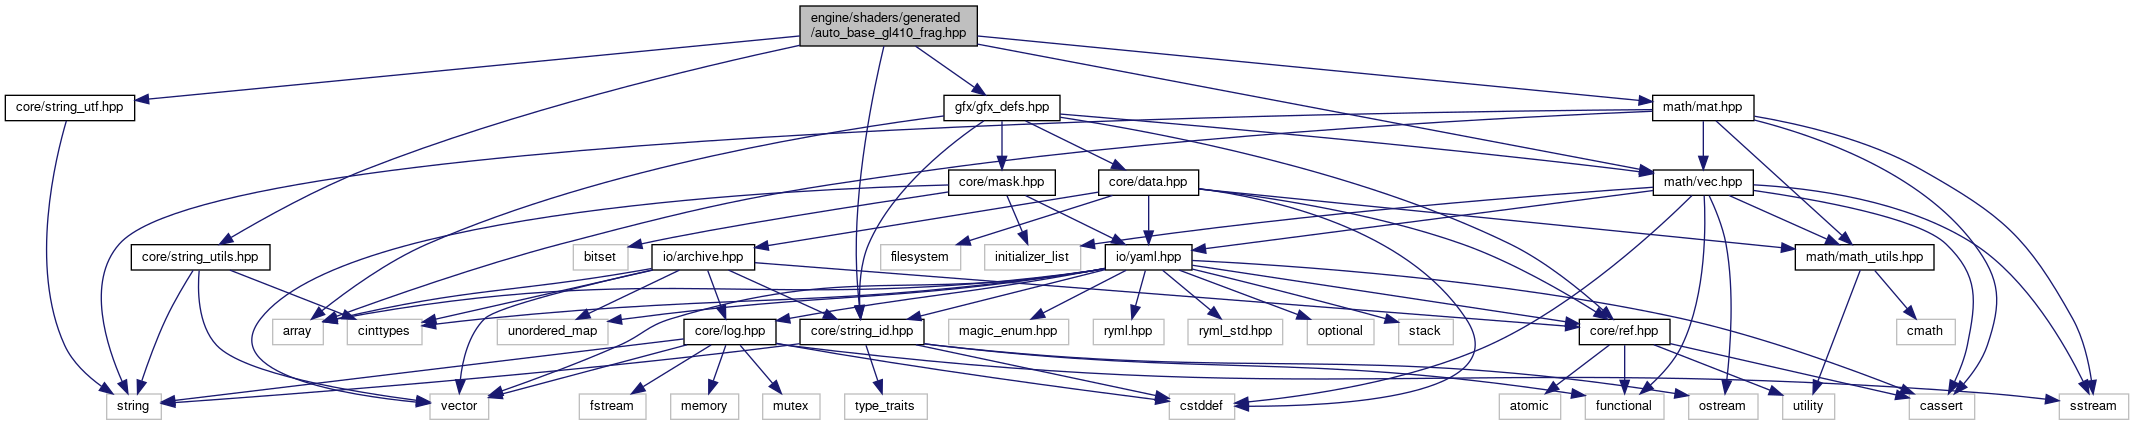 engine/shaders/generated
/auto_base_gl410_frag.hpp
core/string_utf.hpp
gfx/gfx_defs.hpp
math/mat.hpp
core/mask.hpp
core/data.hpp
math/vec.hpp
core/string_utils.hpp
bitset
io/archive.hpp
filesystem
initializer_list
io/yaml.hpp
math/math_utils.hpp
array
cinttypes
unordered_map
core/log.hpp
core/string_id.hpp
magic_enum.hpp
ryml.hpp
ryml_std.hpp
optional
stack
core/ref.hpp
cmath
string
vector
fstream
memory
mutex
type_traits
cstddef
atomic
functional
ostream
utility
cassert
sstream